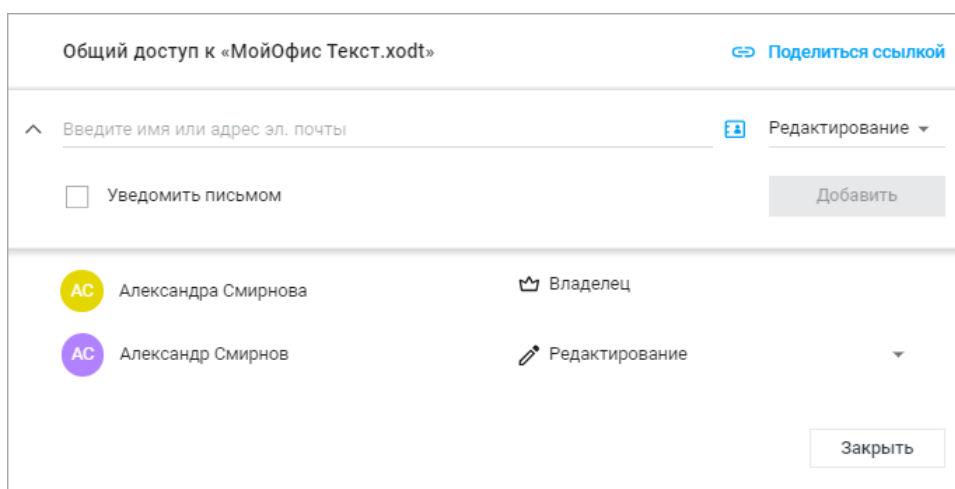 Общий доступ к «МойОфис Текст.xodt» Поделиться ссылкой
Введите имя или адрес эл. почты Редактирование
Уведомить письмом Добавить
АС Александра Смирнова Владелец
АС Александр Смирнов Редактирование
Закрыть